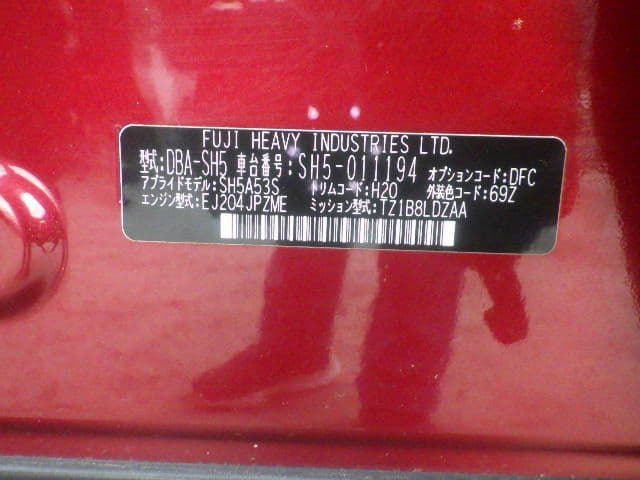 FUJI HEAVY INDUSTRIES LTD.
型式:DBA-SH5 車台番号:SH5-011194 オプションコード:DFC
アプライドモデル:SH5A53S トリムコード:H20 外装色コード:69Z
エンジン型式:EJ204JPZME ミッション型式:TZ1B8LDZAA